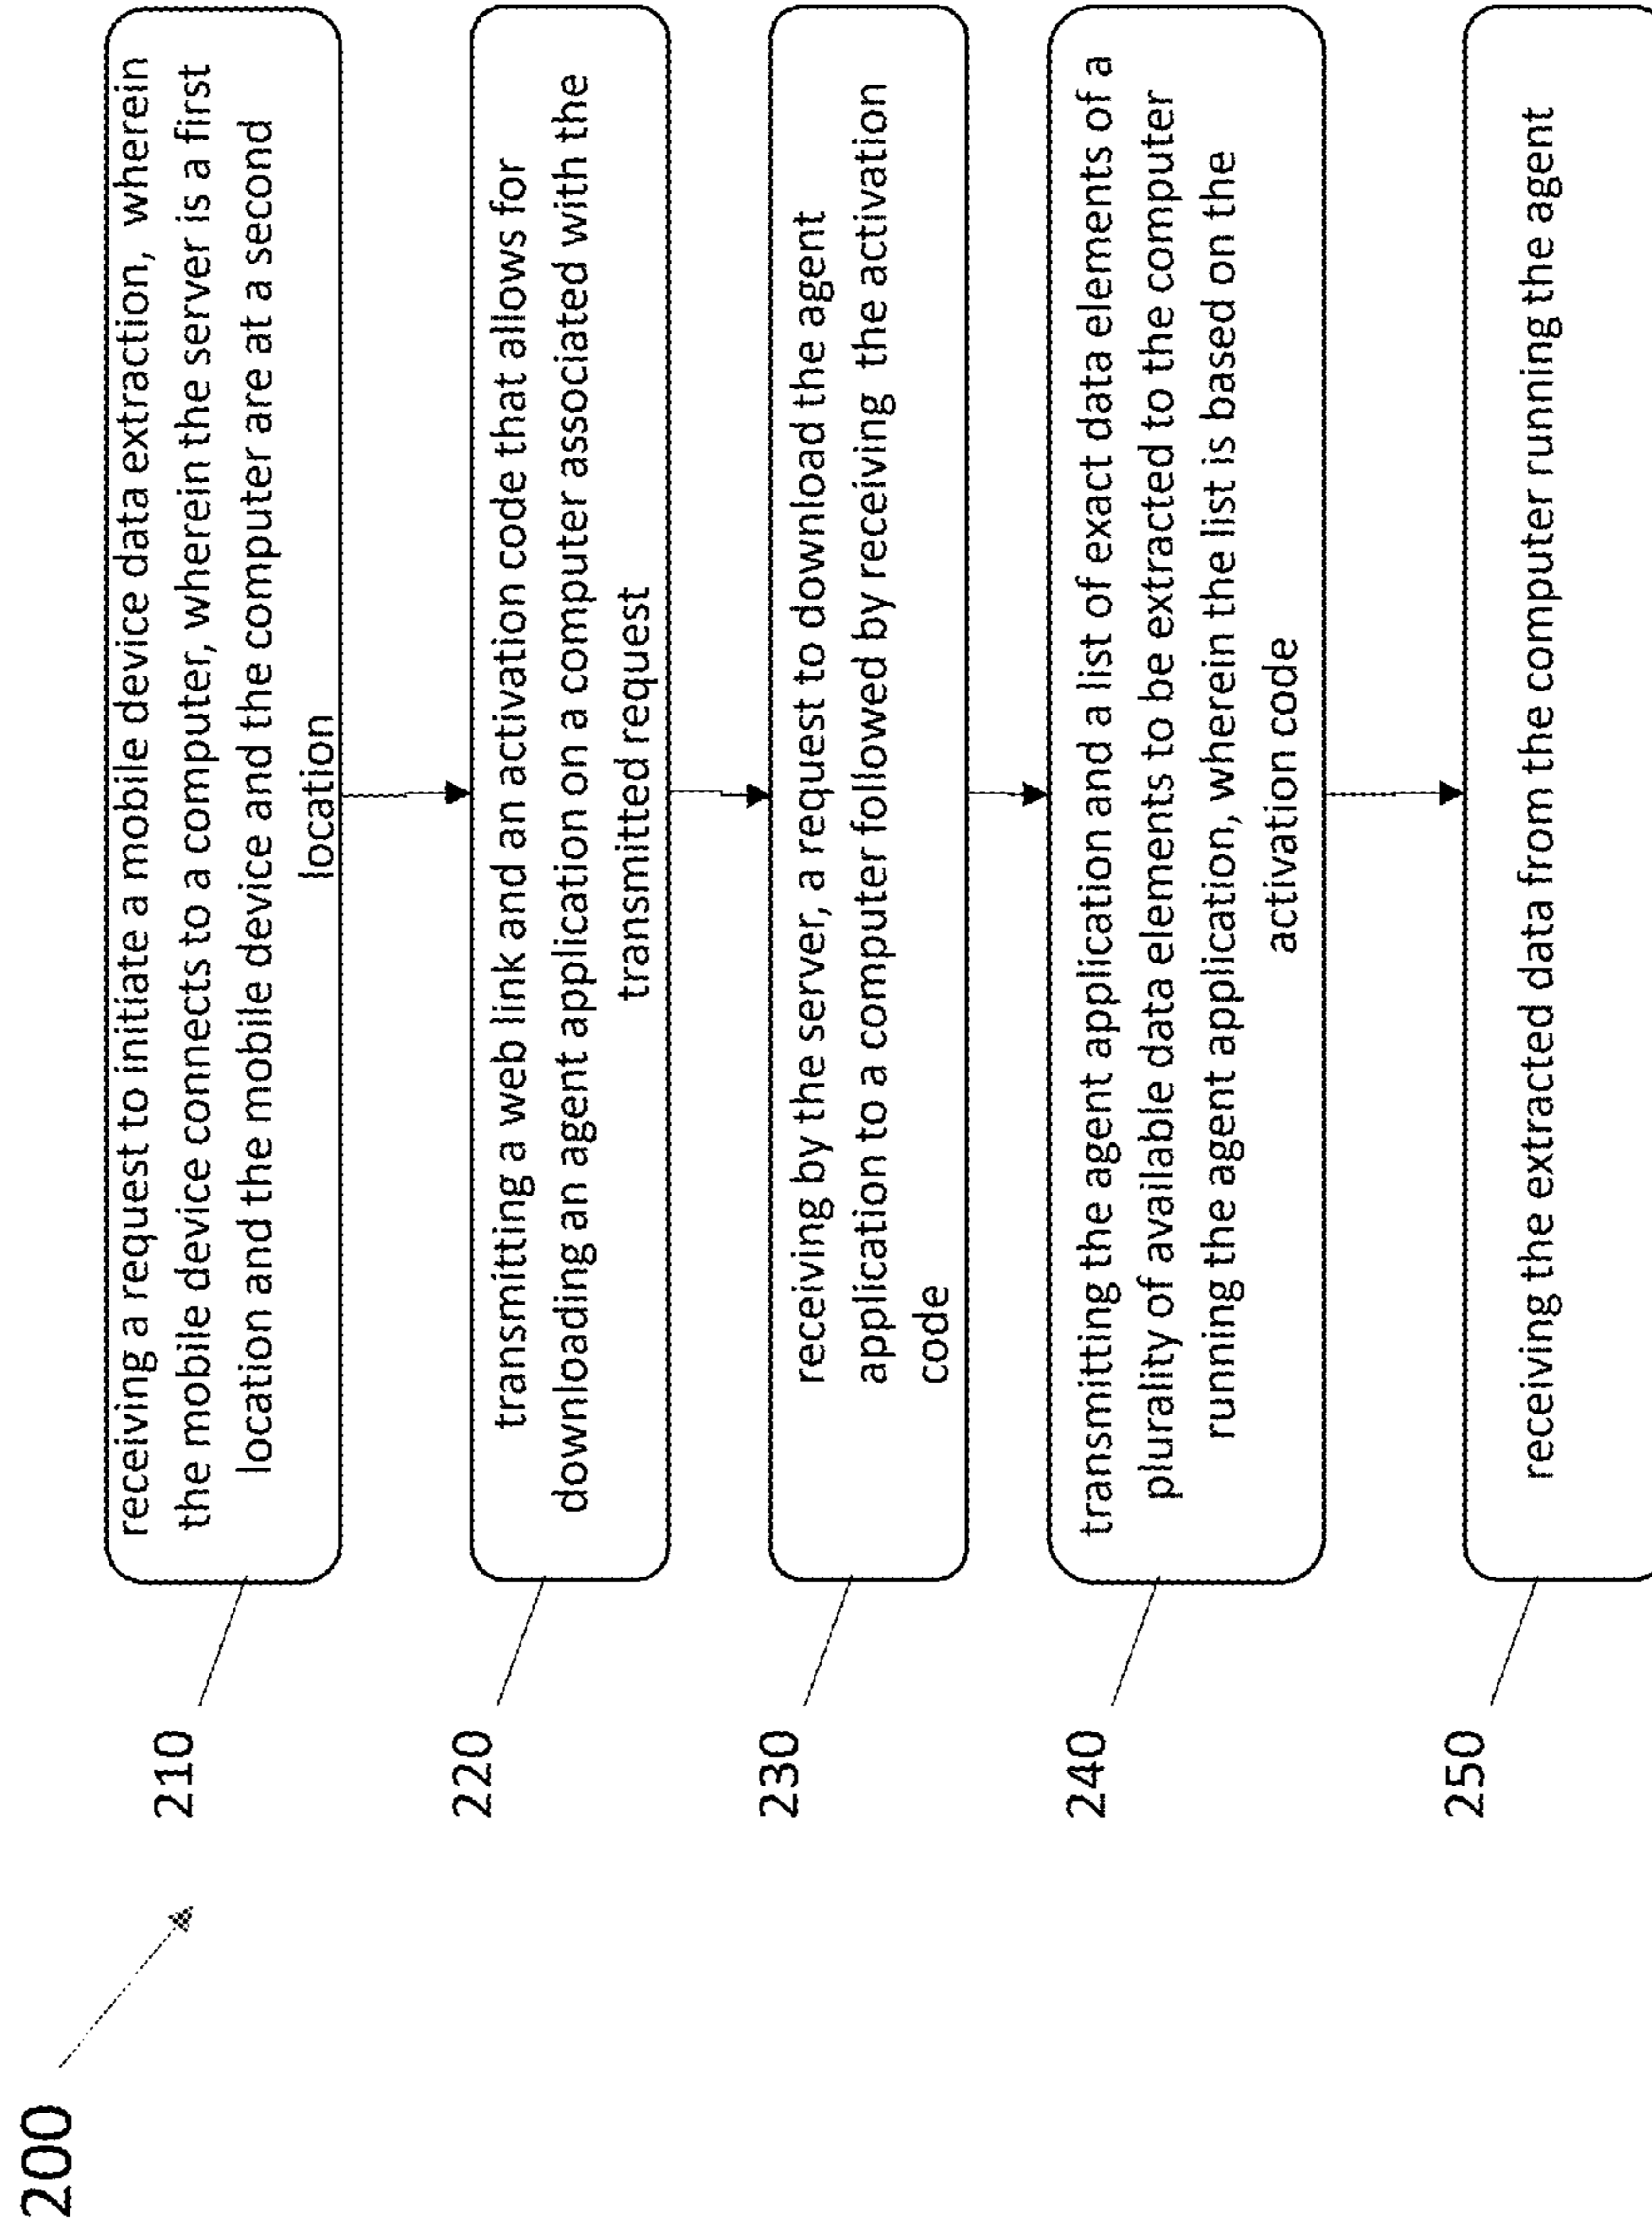 200
210
receiving a request to initiate a mobile device data extraction, wherein
the mobile device connects to a computer, wherein the server is a first
location and the mobile device and the computer are at a second
location
220
transmitting a web link and an activation code that allows for
downloading an agent application on a computer associated with the
transmitted request
230
receiving by the server, a request to download the agent
application to a computer followed by receiving the activation
code
240
transmitting the agent application and a list of exact data elements of a
plurality of available data elements to be extracted to the computer
running the agent application, wherein the list is based on the
activation code
250
receiving the extracted data from the computer running the agent